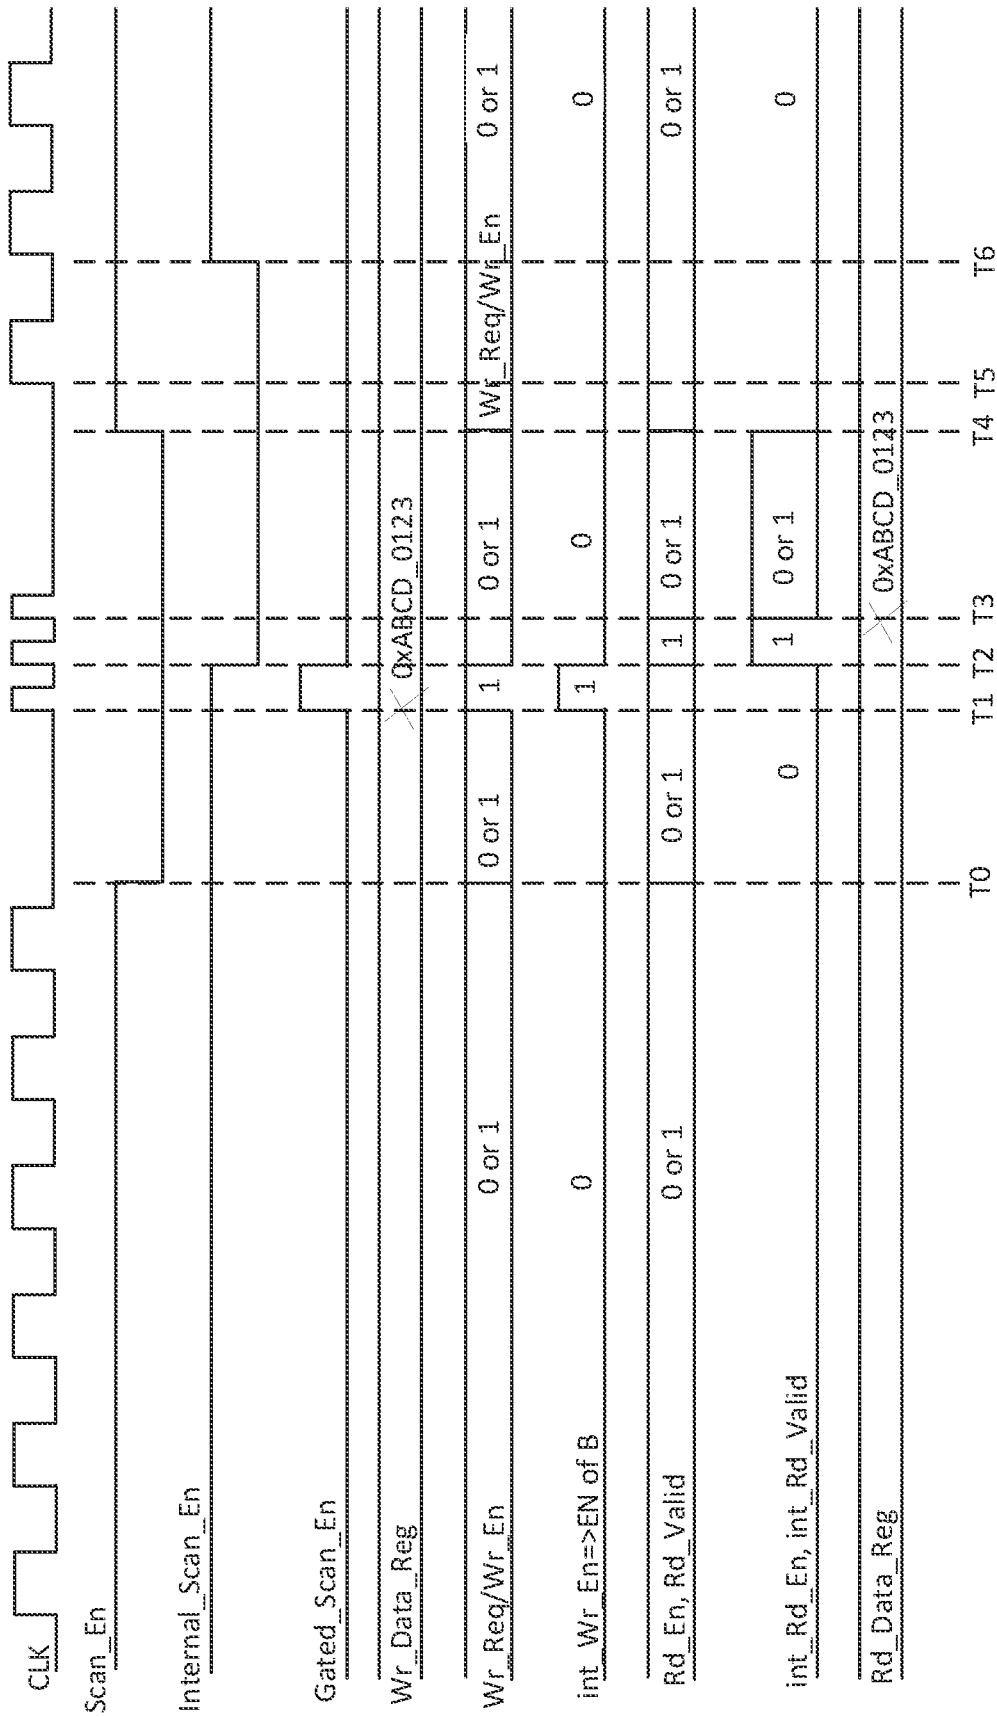 CLK
Scan_En
Internal_Scan_En
Gated_Scan_En
Wr_Data_Reg 0xABCD_0123
Wr_Req/Wr_En 0 or 1 0 or 1 1 0 or 1 Wr_Req/Wr_En 0 or 1
int_Wr_En=>EN of B 0 1 0 0
Rd_En, Rd_Valid 0 or 1 0 or 1 1 0 or 1 0 or 1
int_Rd_En, int_Rd_Valid 0 1 0 or 1 0
Rd_Data_Reg 0xABCD_0123
T0 T1 T2 T3 T4 T5 T6